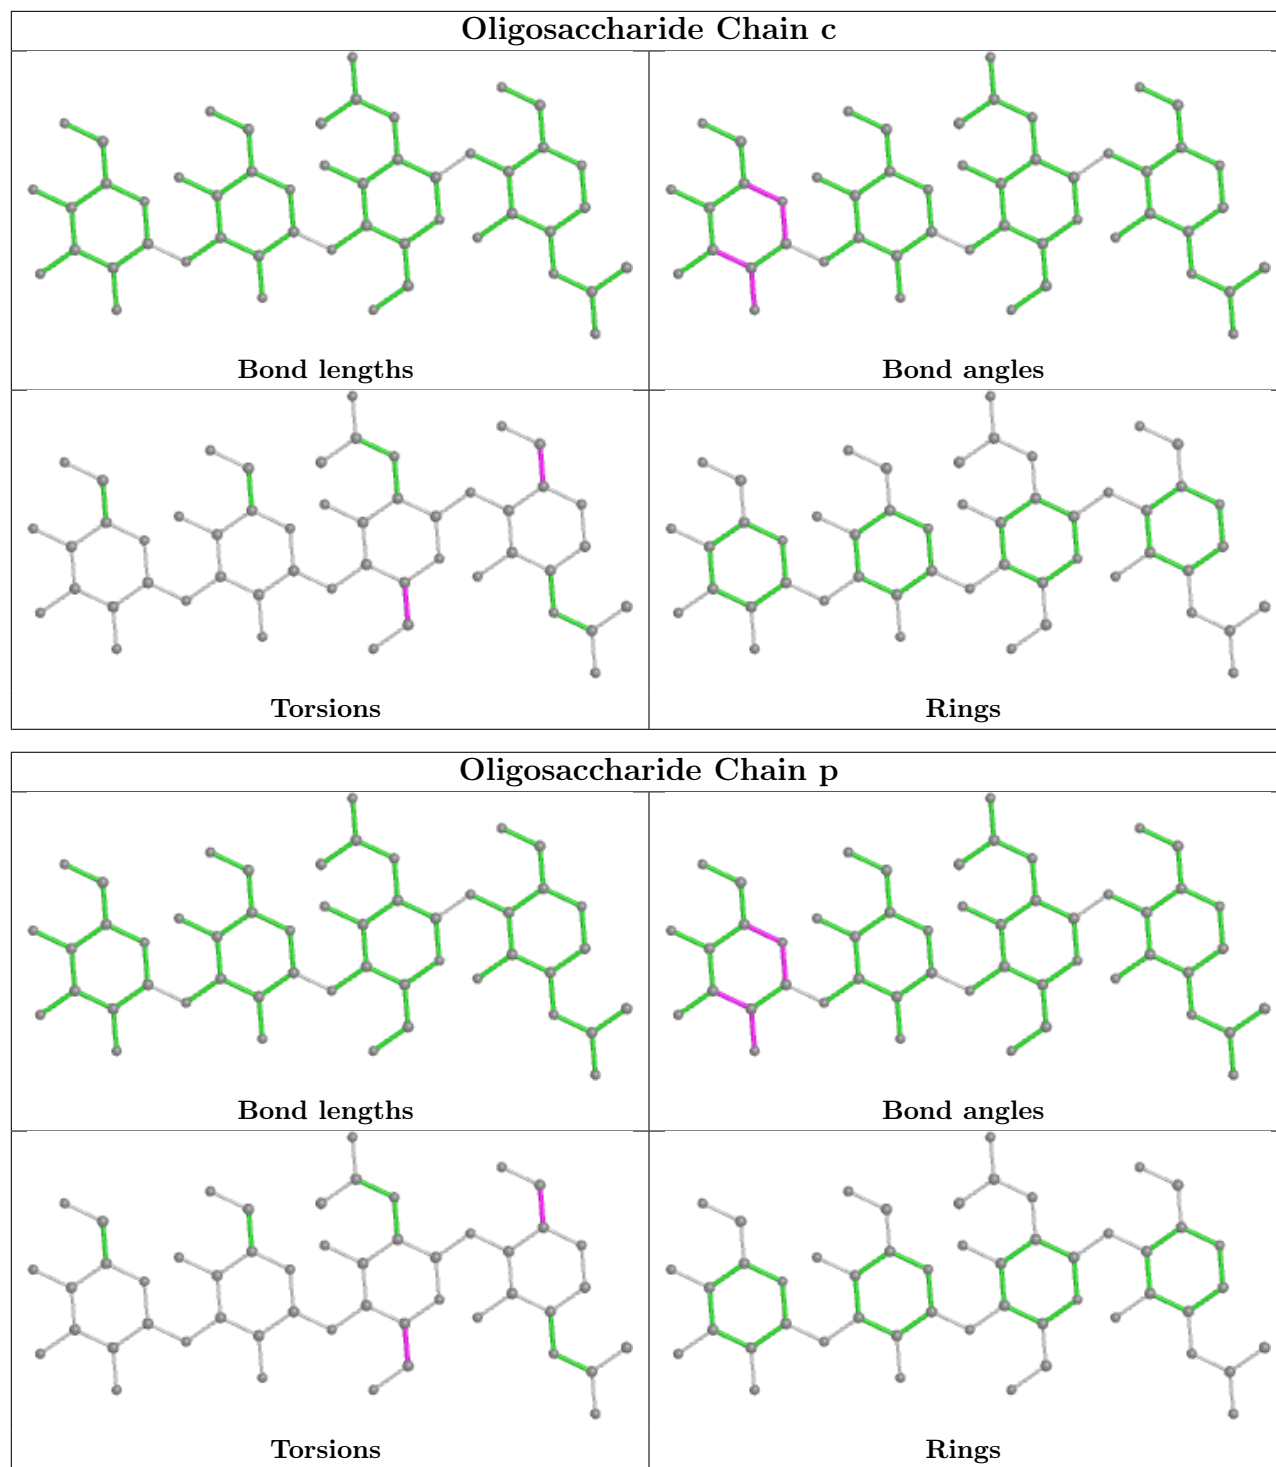 Oligosaccharide Chain c
Bond lengths
Bond angles
Torsions
Rings
Oligosaccharide Chain p
Bond lengths
Bond angles
Torsions
Rings